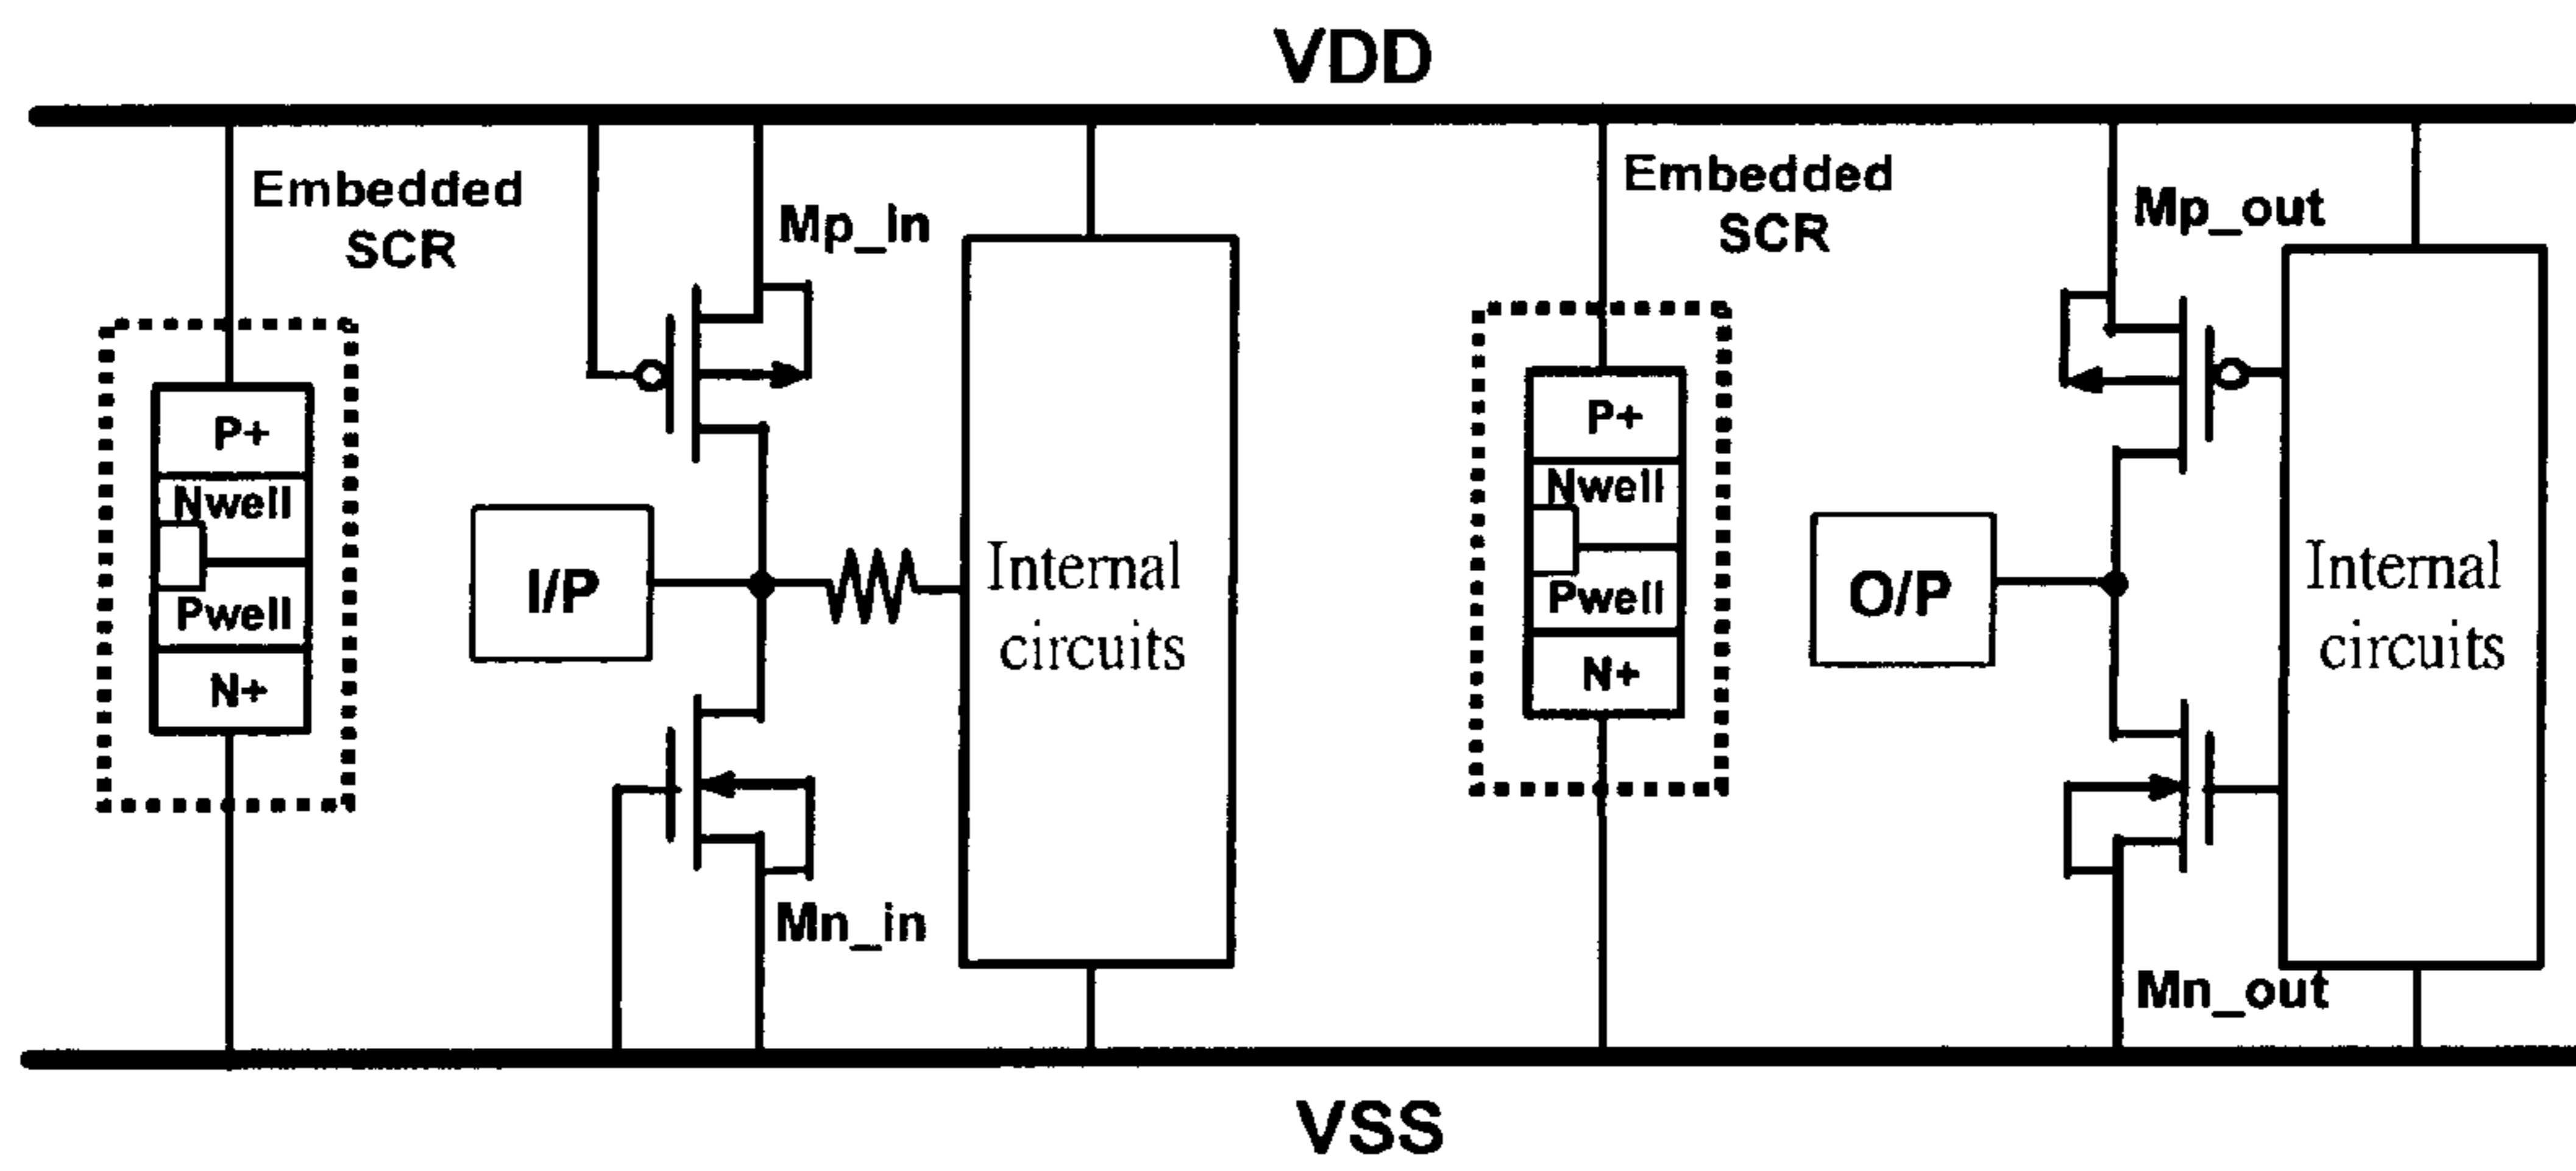 VDD
Embedded
SCR
Mp_in
P+
Nwell
Pwell
N+
I/P
Mn_in
Internal
circuits
Embedded
SCR
P+
Nwell
Pwell
N+
O/P
Mp_out
Mn_out
Internal
circuits
VSS